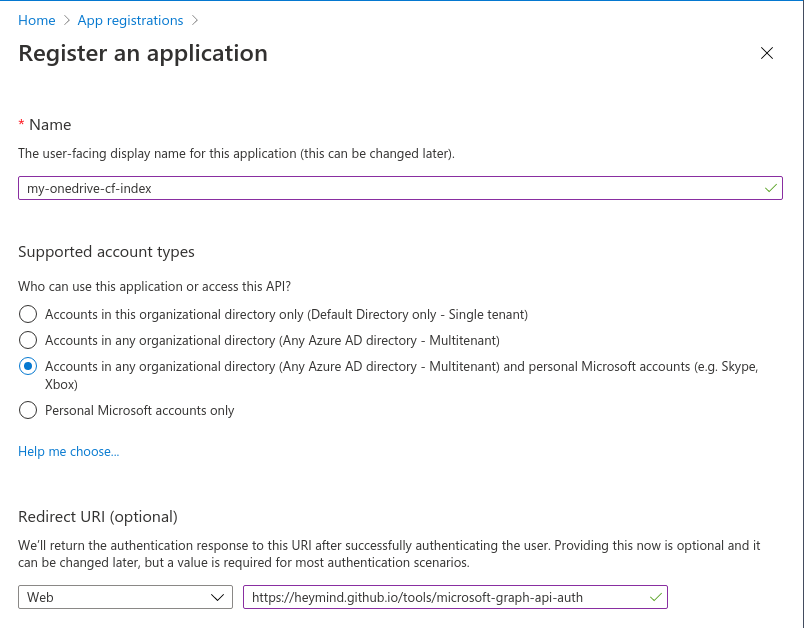 Home > App registrations >
Register an application
* Name
The user-facing display name for this application (this can be changed later).
my-onedrive-cf-index
Supported account types
Who can use this application or access this API?
Accounts in this organizational directory only (Default Directory only - Single tenant)
Accounts in any organizational directory (Any Azure AD directory - Multitenant)
Accounts in any organizational directory (Any Azure AD directory - Multitenant) and personal Microsoft accounts (e.g. Skype,
Xbox)
Personal Microsoft accounts only
Help me choose...
Redirect URI (optional)
We'll return the authentication response to this URI after successfully authenticating the user. Providing this now is optional and it
can be changed later, but a value is required for most authentication scenarios.
Web https://heymind.github.io/tools/microsoft-graph-api-auth